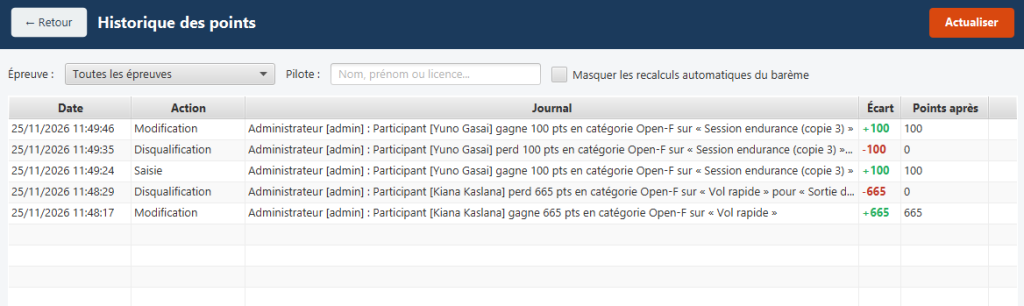 ← Retour Historique des points Actualiser
Épreuve : Toutes les épreuves Pilote : Nom, prénom ou licence... Masquer les recalculs automatiques du barème
Date Action Journal Écart Points après
25/11/2026 11:49:46 Modification Administrateur [admin] : Participant [Yuno Gasai] gagne 100 pts en catégorie Open-F sur « Session endurance (copie 3) » +100 100
25/11/2026 11:49:35 Disqualification Administrateur [admin] : Participant [Yuno Gasai] perd 100 pts en catégorie Open-F sur « Session endurance (copie 3) »... -100 0
25/11/2026 11:49:24 Saisie Administrateur [admin] : Participant [Yuno Gasai] gagne 100 pts en catégorie Open-F sur « Session endurance (copie 3) » +100 100
25/11/2026 11:48:29 Disqualification Administrateur [admin] : Participant [Kiana Kaslana] perd 665 pts en catégorie Open-F sur « Vol rapide » pour « Sortie d... -665 0
25/11/2026 11:48:17 Modification Administrateur [admin] : Participant [Kiana Kaslana] gagne 665 pts en catégorie Open-F sur « Vol rapide » +665 665